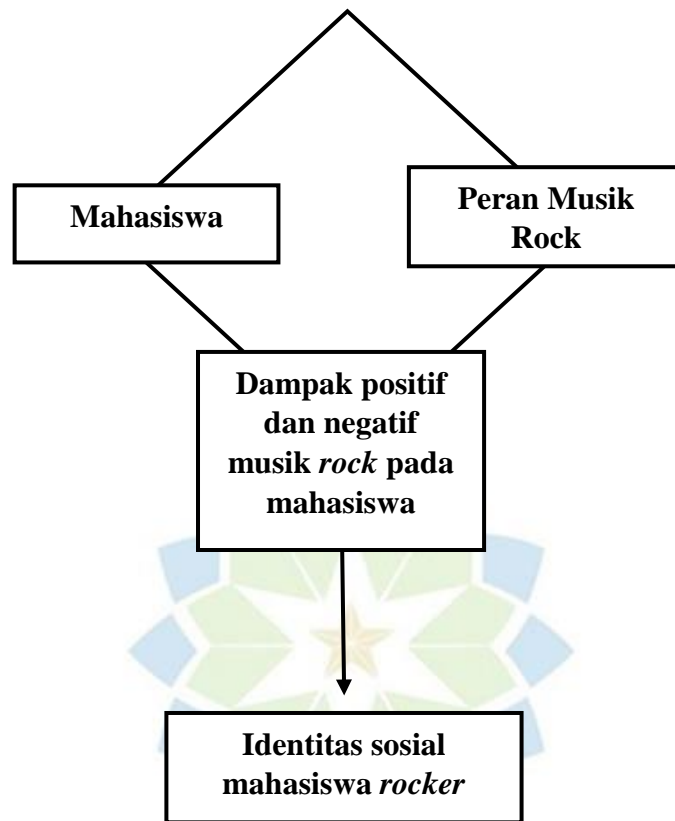 Mahasiswa
Peran Musik
Rock
Dampak positif
dan negatif
musik rock pada
mahasiswa
Identitas sosial
mahasiswa rocker